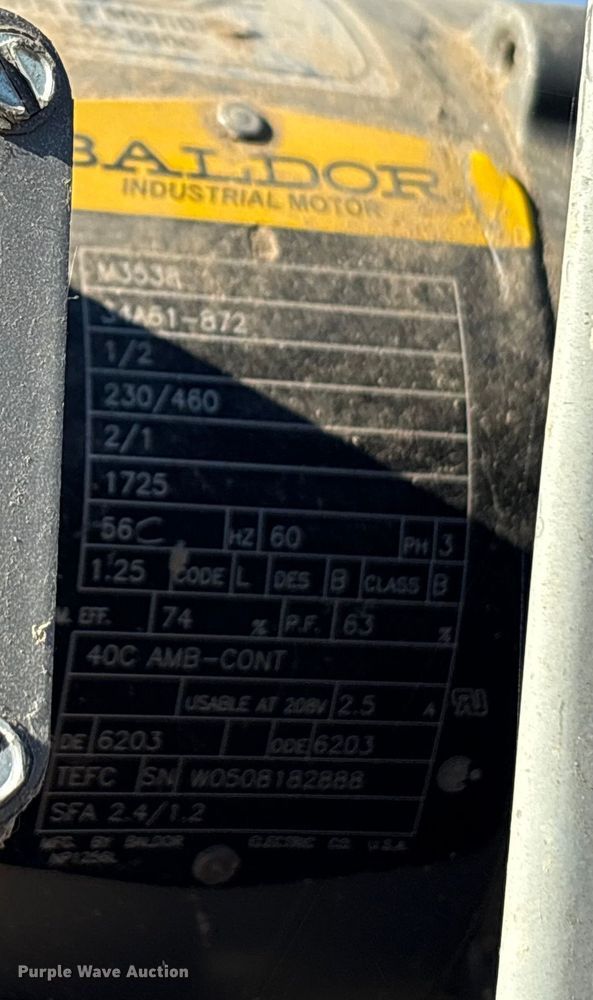 BALDOR
INDUSTRIAL MOTOR
M3538
34A61-872
1/2
230/460
2/1
1725
56C HZ 60 PH 3
1.25 CODE L DES B CLASS B
EFF. 74 % P.F. 63 %
40C AMB-CONT
USABLE AT 208V 2.5 A
DE 6203 ODE 6203
TEFC SN W0508182888
SFA 2.4/1.2
MFG. BY BALDOR ELECTRIC CO. U.S.A.
NP1256L
Purple Wave Auction